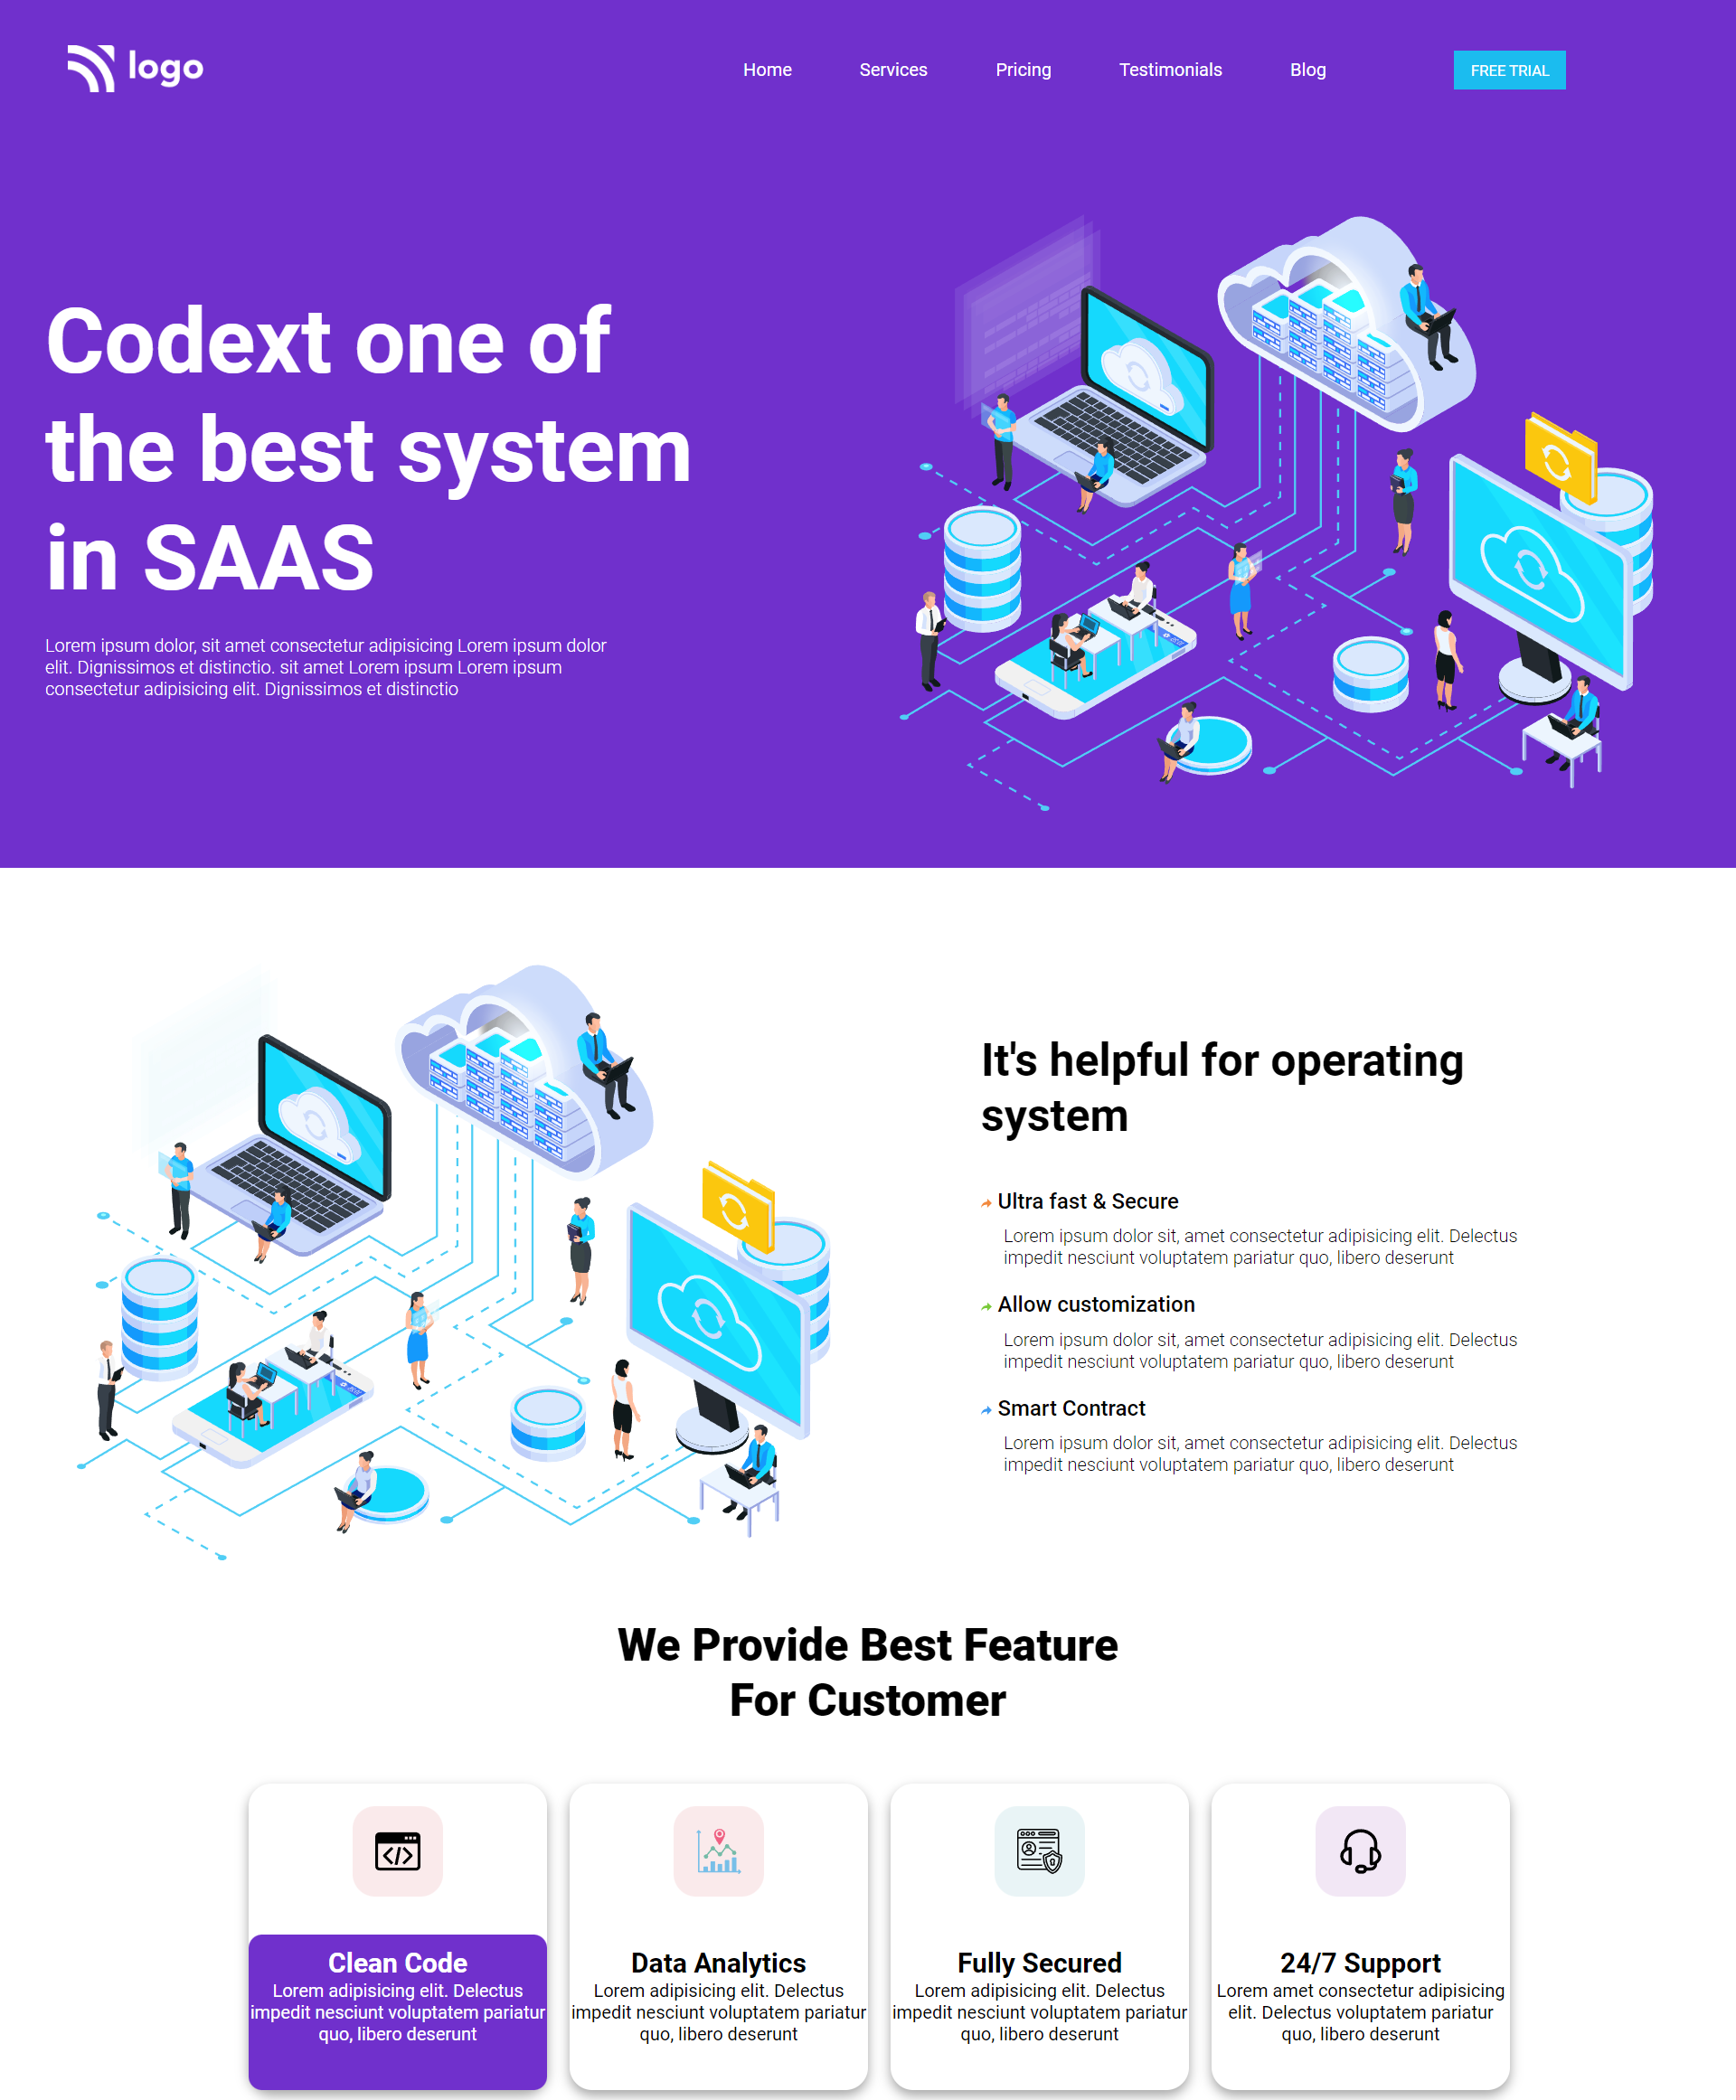 logo
Home Services Pricing Testimonials Blog FREE TRIAL
Codext one of
the best system
in SAAS
Lorem ipsum dolor, sit amet consectetur adipisicing Lorem ipsum dolor
elit. Dignissimos et distinctio. sit amet Lorem ipsum Lorem ipsum
consectetur adipisicing elit. Dignissimos et distinctio
It's helpful for operating
system
Ultra fast & Secure
Lorem ipsum dolor sit, amet consectetur adipisicing elit. Delectus
impedit nesciunt voluptatem pariatur quo, libero deserunt
Allow customization
Lorem ipsum dolor sit, amet consectetur adipisicing elit. Delectus
impedit nesciunt voluptatem pariatur quo, libero deserunt
Smart Contract
Lorem ipsum dolor sit, amet consectetur adipisicing elit. Delectus
impedit nesciunt voluptatem pariatur quo, libero deserunt
We Provide Best Feature
For Customer
Clean Code
Lorem adipisicing elit. Delectus
impedit nesciunt voluptatem pariatur
quo, libero deserunt
Data Analytics
Lorem adipisicing elit. Delectus
impedit nesciunt voluptatem pariatur
quo, libero deserunt
Fully Secured
Lorem adipisicing elit. Delectus
impedit nesciunt voluptatem pariatur
quo, libero deserunt
24/7 Support
Lorem amet consectetur adipisicing
elit. Delectus voluptatem pariatur
quo, libero deserunt